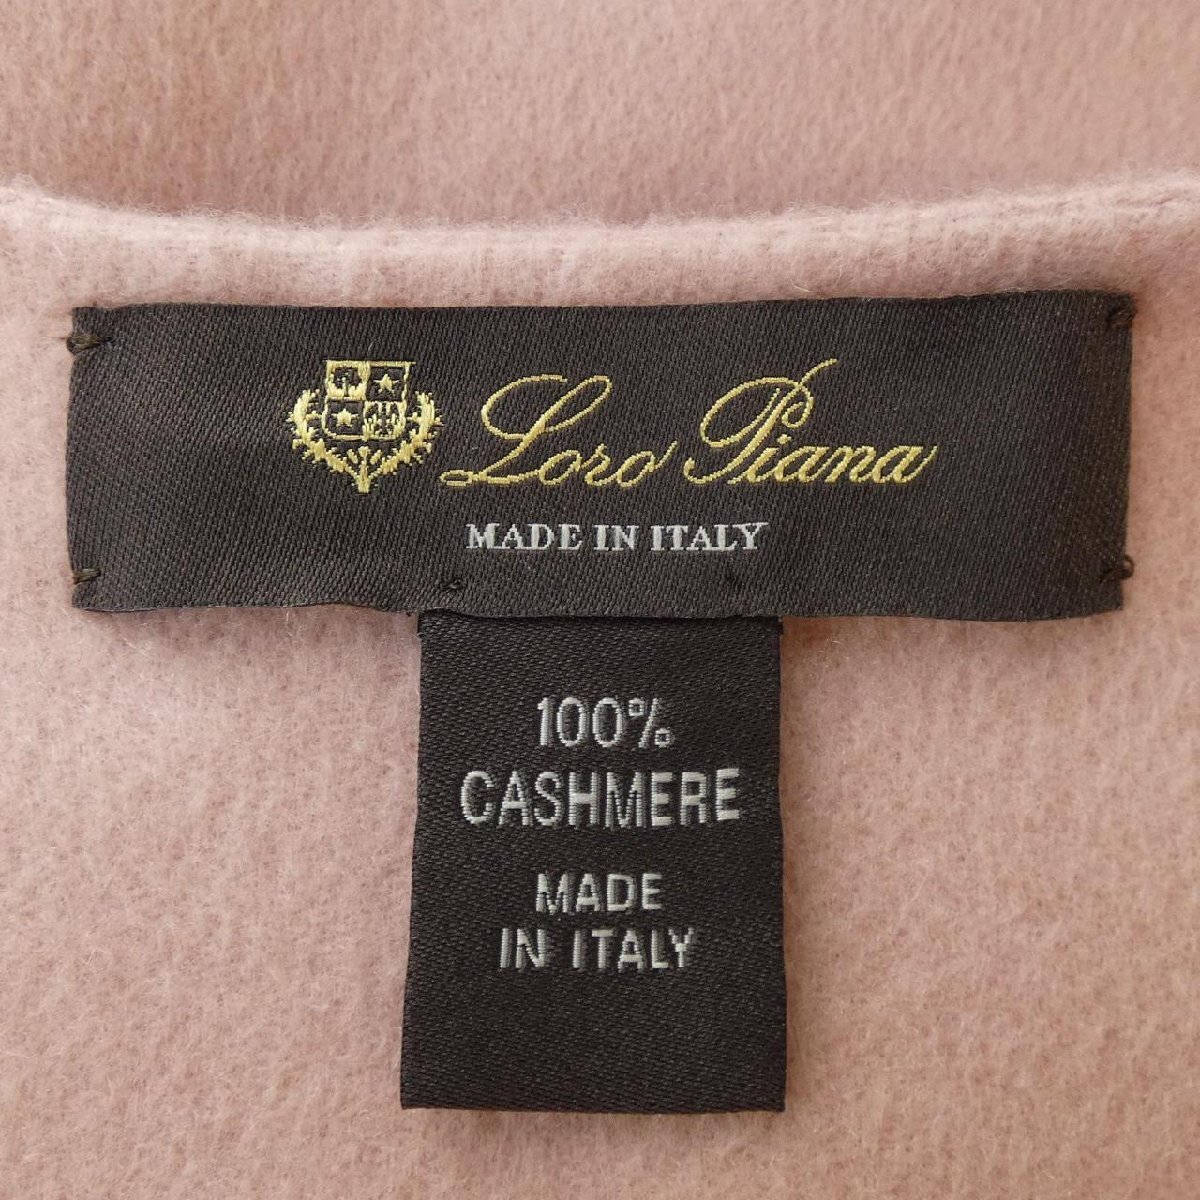 Loro Piana
MADE IN ITALY
100%
CASHMERE
MADE
IN ITALY